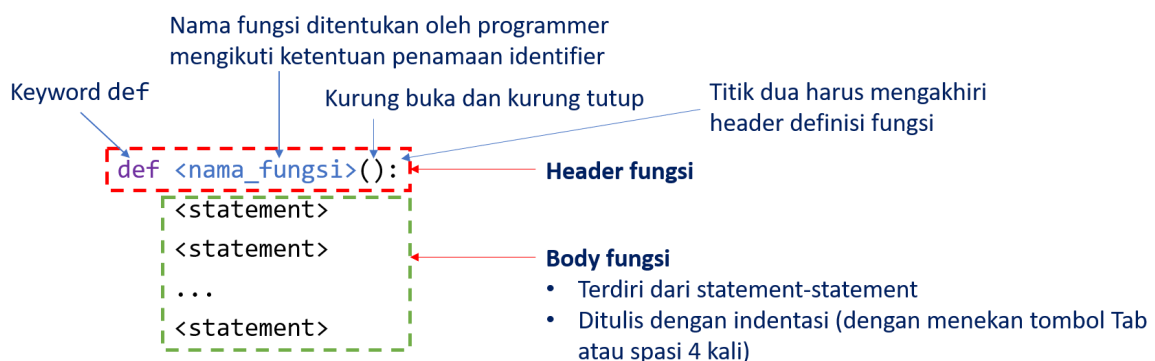 Nama fungsi ditentukan oleh programmer
mengikuti ketentuan penamaan identifier
Keyword def
Kurung buka dan kurung tutup
Titik dua harus mengakhiri
header definisi fungsi
def <nama_fungsi>():
Header fungsi
<statement>
<statement>
...
<statement>
Body fungsi
• Terdiri dari statement-statement
• Ditulis dengan indentasi (dengan menekan tombol Tab
atau spasi 4 kali)